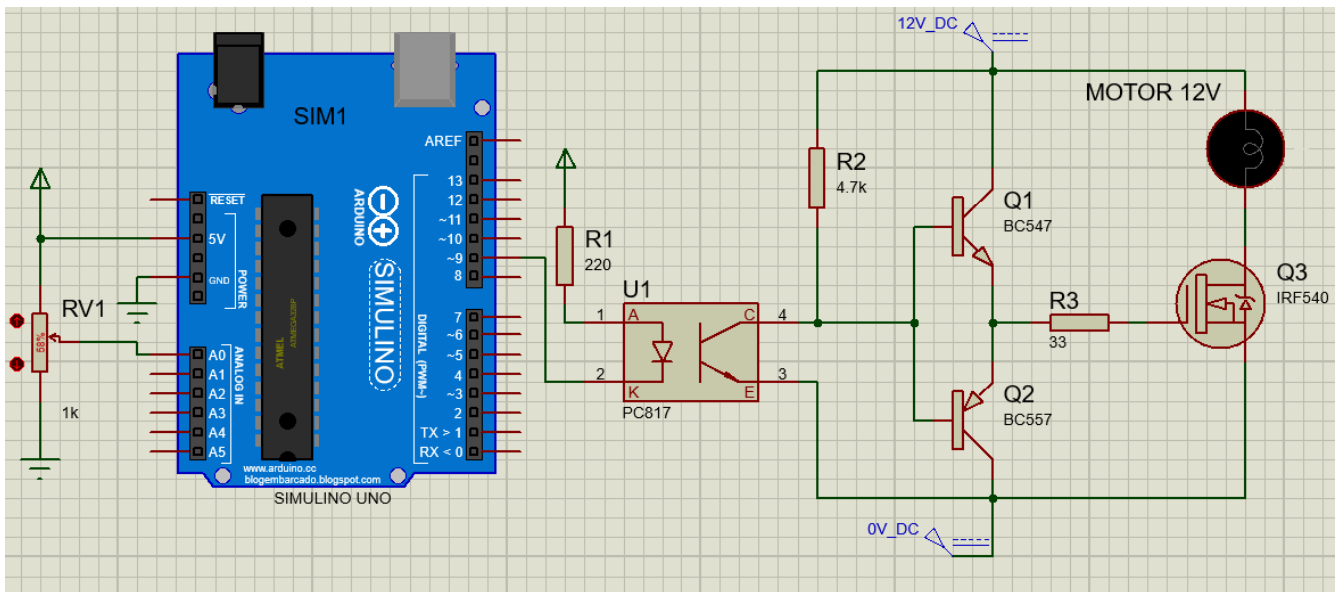 12V_DC
MOTOR 12V
SIM1
AREF
13
12
~11
~10
~9
8
7
~6
~5
4
~3
2
TX > 1
RX < 0
RESET
5V
GND
POWER
A0
A1
A2
A3
A4
A5
ANALOG IN
DIGITAL (PWM~)
ARDUINO
SIMULINO
ATMEL
ATMEGA328P
www.arduino.cc
blogembarcado.blogspot.com
SIMULINO UNO
RV1
68%
1k
R1
220
U1
1
A
2
K
C
4
E
3
PC817
R2
4.7k
Q1
BC547
R3
33
Q2
BC557
Q3
IRF540
0V_DC